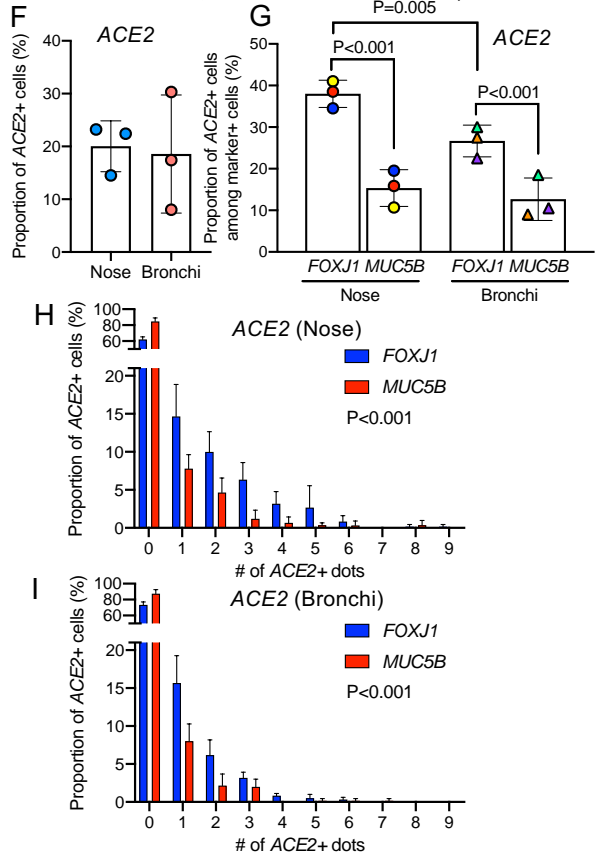 F
ACE2
Proportion of ACE2+ cells (%)
40
30
20
10
0
Nose Bronchi
G
P=0.005
ACE2
P<0.001
P<0.001
Proportion of ACE2+ cells
among marker+ cells (%)
50
40
30
20
10
0
FOXJ1 MUC5B FOXJ1 MUC5B
Nose Bronchi
H
ACE2 (Nose)
FOXJ1
MUC5B
P<0.001
Proportion of ACE2+ cells (%)
100
80
60
20
15
10
5
0
0 1 2 3 4 5 6 7 8 9
# of ACE2+ dots
I
ACE2 (Bronchi)
FOXJ1
MUC5B
P<0.001
Proportion of ACE2+ cells (%)
100
80
60
20
15
10
5
0
0 1 2 3 4 5 6 7 8 9
# of ACE2+ dots